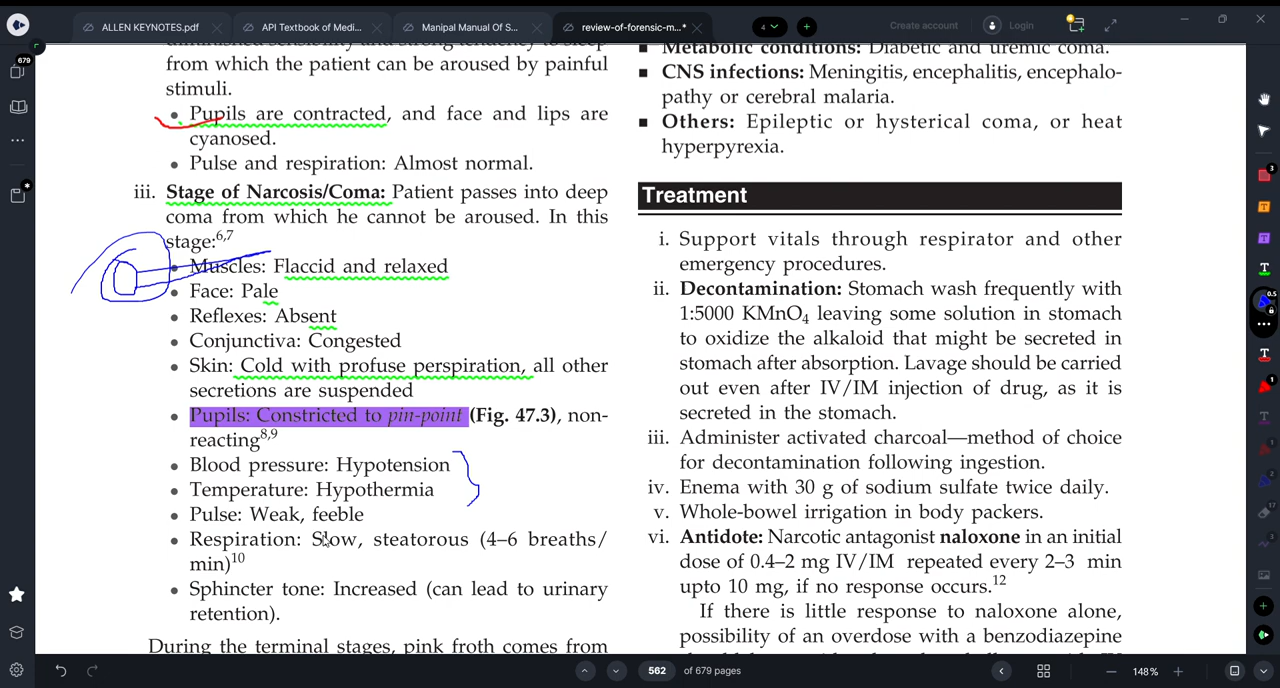 ALLEN KEYNOTES.pdf
API Textbook of Medi...
Manipal Manual Of S...
review-of-forensic-m...*
4
Create account
Login
679
from which the patient can be aroused by painful
stimuli.
• Pupils are contracted, and face and lips are
cyanosed.
• Pulse and respiration: Almost normal.
iii. Stage of Narcosis/Coma: Patient passes into deep
coma from which he cannot be aroused. In this
stage:6,7
• Muscles: Flaccid and relaxed
• Face: Pale
• Reflexes: Absent
• Conjunctiva: Congested
• Skin: Cold with profuse perspiration, all other
secretions are suspended
• Pupils: Constricted to pin-point (Fig. 47.3), non-
reacting8,9
• Blood pressure: Hypotension
• Temperature: Hypothermia
• Pulse: Weak, feeble
• Respiration: Slow, steatorous (4–6 breaths/
min)10
• Sphincter tone: Increased (can lead to urinary
retention).
During the terminal stages, pink froth comes from
■ Metabolic conditions: Diabetic and uremic coma.
■ CNS infections: Meningitis, encephalitis, encephalo-
pathy or cerebral malaria.
■ Others: Epileptic or hysterical coma, or heat
hyperpyrexia.
Treatment
i. Support vitals through respirator and other
emergency procedures.
ii. Decontamination: Stomach wash frequently with
1:5000 KMnO4 leaving some solution in stomach
to oxidize the alkaloid that might be secreted in
stomach after absorption. Lavage should be carried
out even after IV/IM injection of drug, as it is
secreted in the stomach.
iii. Administer activated charcoal—method of choice
for decontamination following ingestion.
iv. Enema with 30 g of sodium sulfate twice daily.
v. Whole-bowel irrigation in body packers.
vi. Antidote: Narcotic antagonist naloxone in an initial
dose of 0.4–2 mg IV/IM repeated every 2–3 min
upto 10 mg, if no response occurs.12
If there is little response to naloxone alone,
possibility of an overdose with a benzodiazepine
0.5
562 of 679 pages
148%